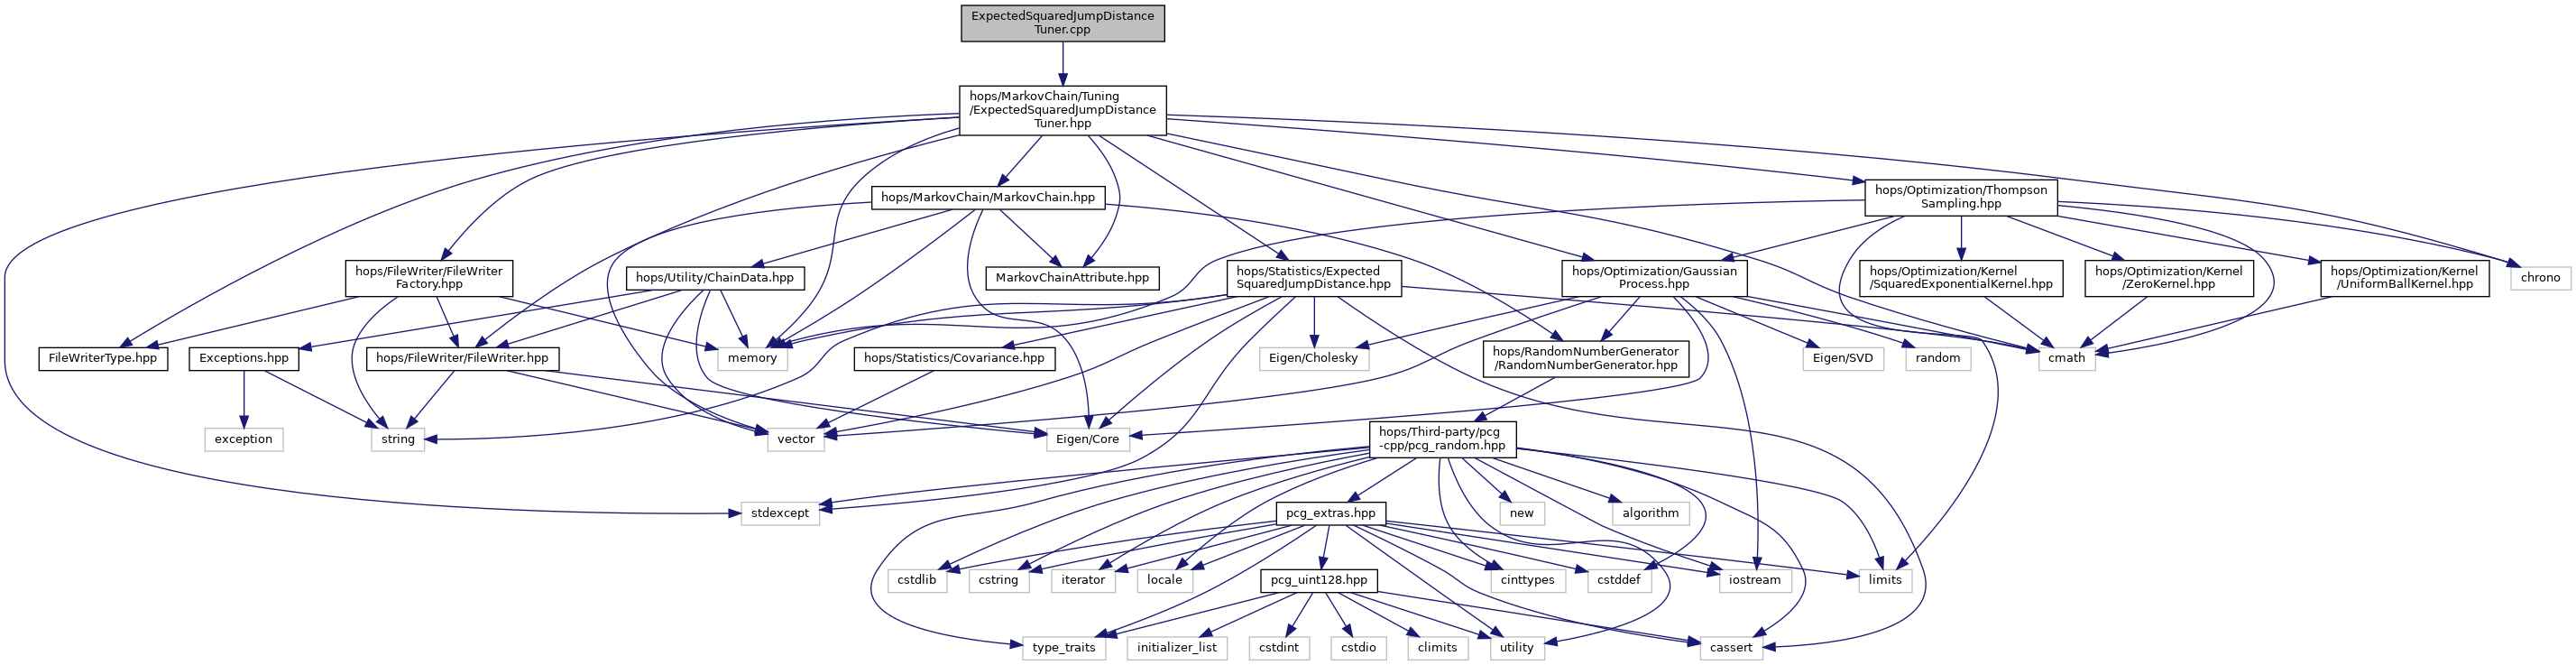 ExpectedSquaredJumpDistance
Tuner.cpp
hops/MarkovChain/Tuning
/ExpectedSquaredJumpDistance
Tuner.hpp
hops/MarkovChain/MarkovChain.hpp
hops/Optimization/Thompson
Sampling.hpp
hops/FileWriter/FileWriter
Factory.hpp
hops/Utility/ChainData.hpp
MarkovChainAttribute.hpp
hops/Statistics/Expected
SquaredJumpDistance.hpp
hops/Optimization/Gaussian
Process.hpp
hops/Optimization/Kernel
/SquaredExponentialKernel.hpp
hops/Optimization/Kernel
/ZeroKernel.hpp
hops/Optimization/Kernel
/UniformBallKernel.hpp
chrono
FileWriterType.hpp
Exceptions.hpp
hops/FileWriter/FileWriter.hpp
memory
hops/Statistics/Covariance.hpp
Eigen/Cholesky
hops/RandomNumberGenerator
/RandomNumberGenerator.hpp
Eigen/SVD
random
cmath
exception
string
vector
Eigen/Core
hops/Third-party/pcg
-cpp/pcg_random.hpp
stdexcept
pcg_extras.hpp
new
algorithm
cstdlib
cstring
iterator
locale
pcg_uint128.hpp
cinttypes
cstddef
iostream
limits
type_traits
initializer_list
cstdint
cstdio
climits
utility
cassert